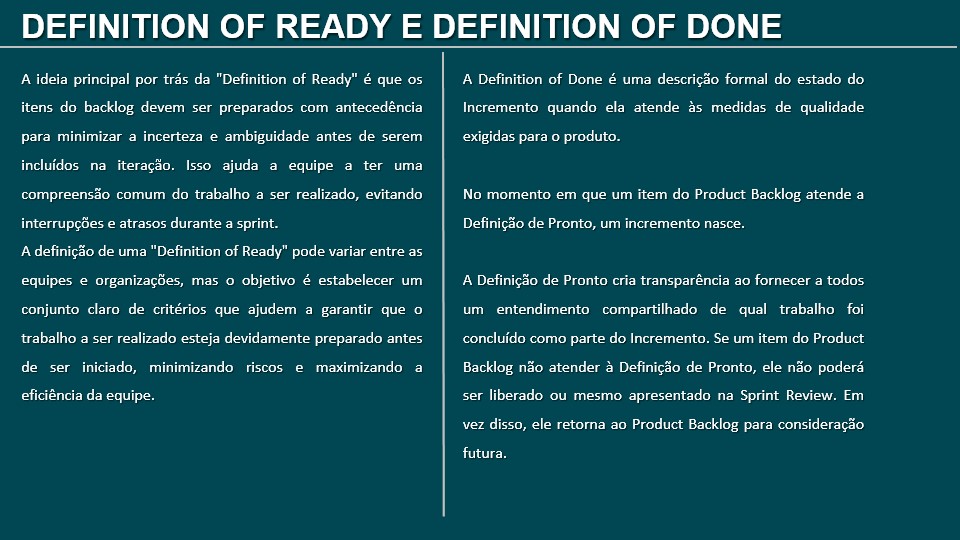 DEFINITION OF READY E DEFINITION OF DONE
A ideia principal por trás da "Definition of Ready" é que os
itens do backlog devem ser preparados com antecedência
para minimizar a incerteza e ambiguidade antes de serem
incluídos na iteração. Isso ajuda a equipe a ter uma
compreensão comum do trabalho a ser realizado, evitando
interrupções e atrasos durante a sprint.
A definição de uma "Definition of Ready" pode variar entre as
equipes e organizações, mas o objetivo é estabelecer um
conjunto claro de critérios que ajudem a garantir que o
trabalho a ser realizado esteja devidamente preparado antes
de ser iniciado, minimizando riscos e maximizando a
eficiência da equipe.
A Definition of Done é uma descrição formal do estado do
Incremento quando ela atende às medidas de qualidade
exigidas para o produto.
No momento em que um item do Product Backlog atende a
Definição de Pronto, um incremento nasce.
A Definição de Pronto cria transparência ao fornecer a todos
um entendimento compartilhado de qual trabalho foi
concluído como parte do Incremento. Se um item do Product
Backlog não atender à Definição de Pronto, ele não poderá
ser liberado ou mesmo apresentado na Sprint Review. Em
vez disso, ele retorna ao Product Backlog para consideração
futura.